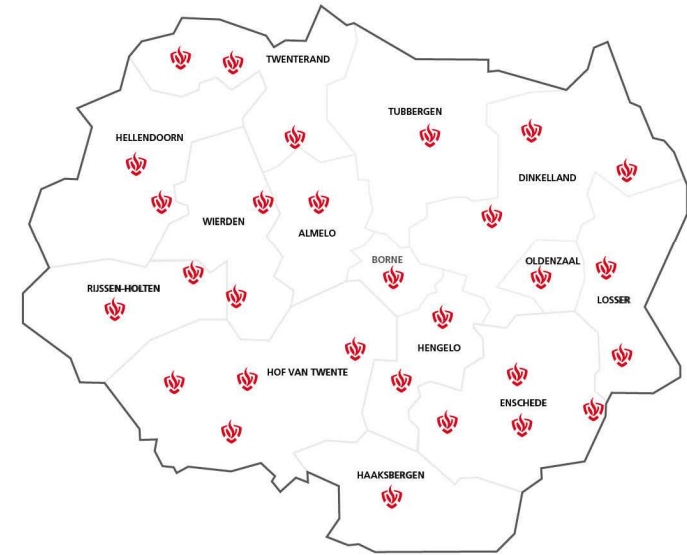 TWENTERAND
TUBBERGEN
HELLENDOORN
DINKELLAND
WIERDEN
ALMELO
BORNE
OLDENZAAL
RIJSSEN-HOLTEN
LOSSER
HENGELO
HOF VAN TWENTE
ENSCHEDE
HAAKSBERGEN